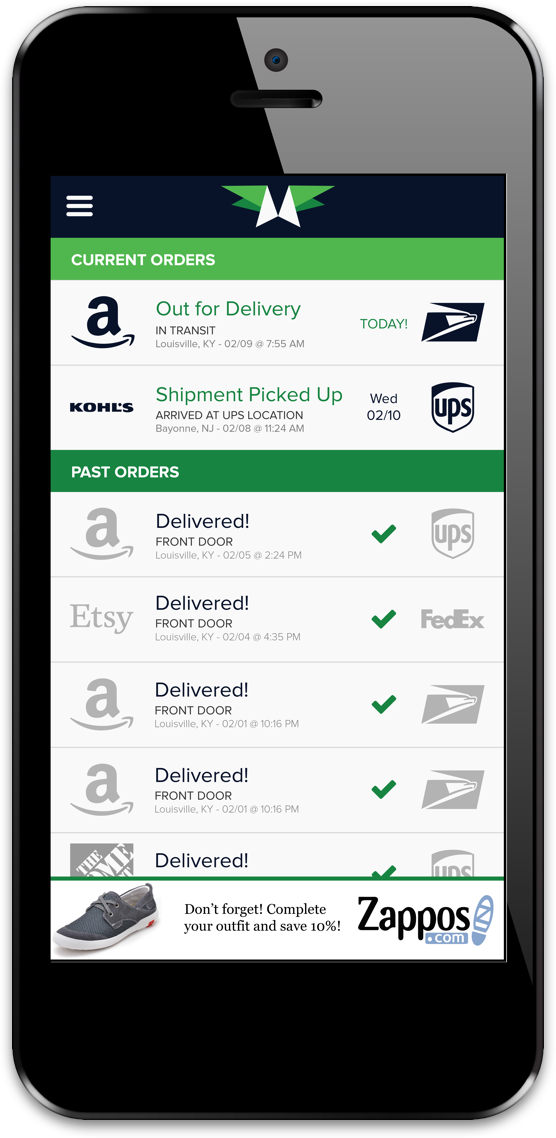 CURRENT ORDERS
a
Out for Delivery
IN TRANSIT
Louisville, KY - 02/09 @ 7:55 AM
TODAY!
KOHL'S
Shipment Picked Up
ARRIVED AT UPS LOCATION
Bayonne, NJ - 02/08 @ 11:24 AM
Wed
02/10
ups
PAST ORDERS
a
Delivered!
FRONT DOOR
Louisville, KY - 02/05 @ 2:24 PM
ups
Etsy
Delivered!
FRONT DOOR
Louisville, KY - 02/04 @ 4:35 PM
FedEx
a
Delivered!
FRONT DOOR
Louisville, KY - 02/01 @ 10:16 PM
a
Delivered!
FRONT DOOR
Louisville, KY - 02/01 @ 10:16 PM
THE
HOME
Delivered!
ups
Don't forget! Complete
your outfit and save 10%!
Zappos
.com
Z